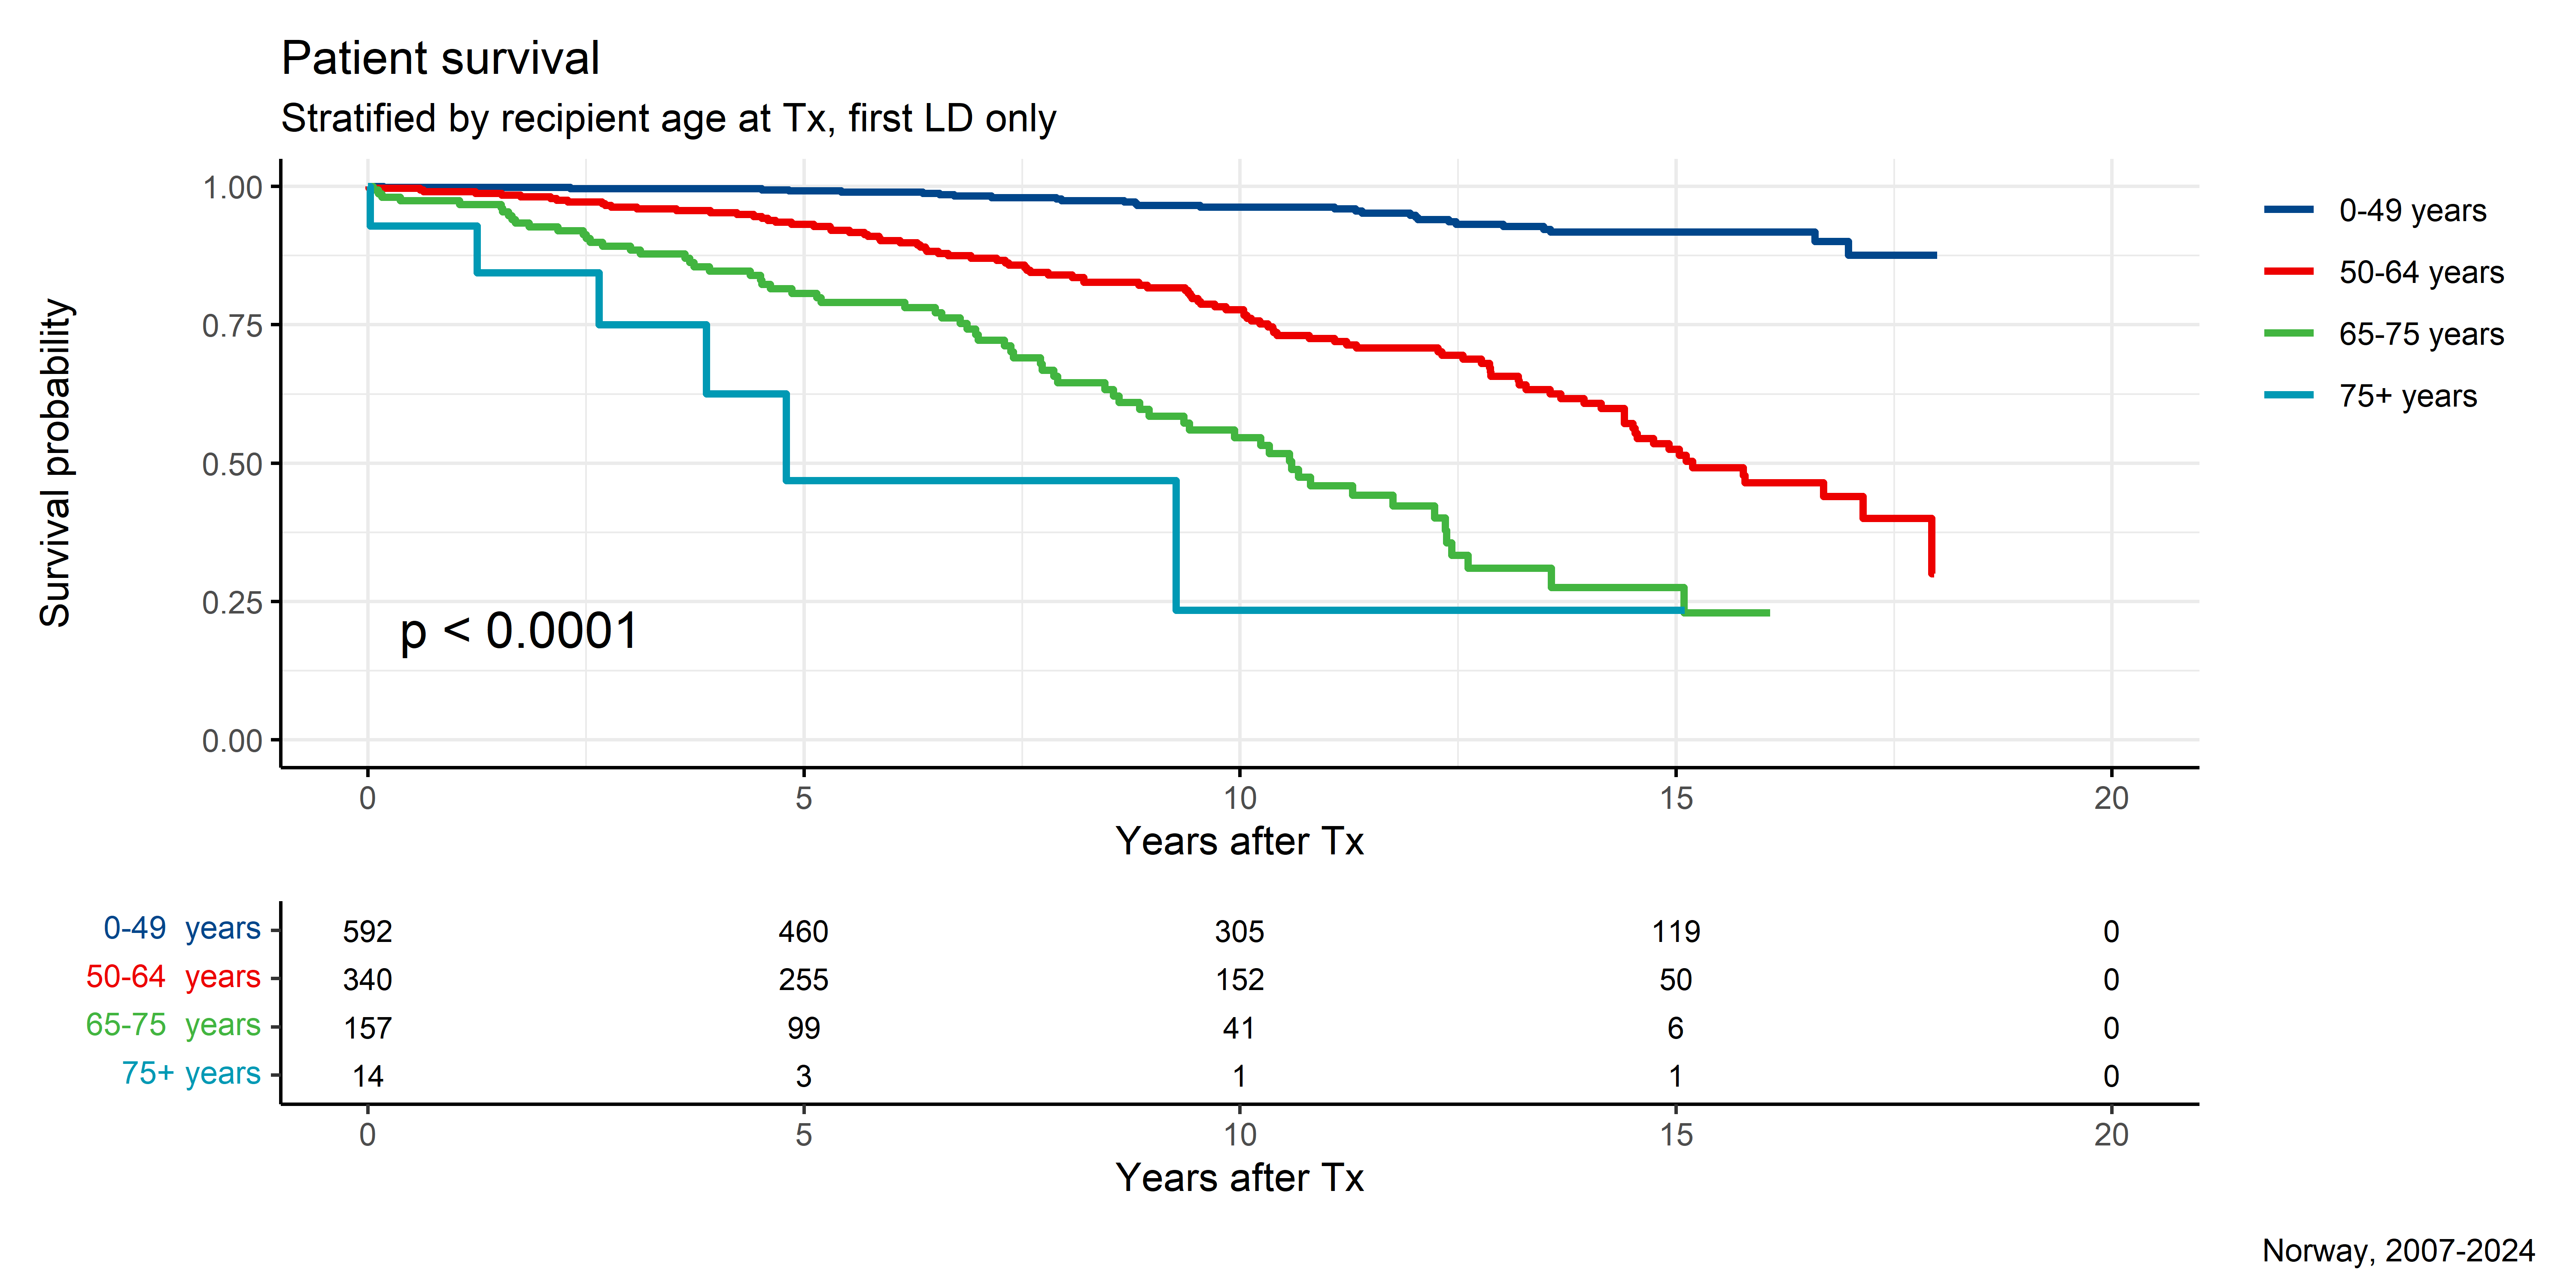 Patient survival
Stratified by recipient age at Tx, first LD only
Survival probability
1.00
0.75
0.50
0.25
0.00
p < 0.0001
0 5 10 15 20
Years after Tx
0-49 years
50-64 years
65-75 years
75+ years
0-49 years 592 460 305 119 0
50-64 years 340 255 152 50 0
65-75 years 157 99 41 6 0
75+ years 14 3 1 1 0
0 5 10 15 20
Years after Tx
Norway, 2007-2024